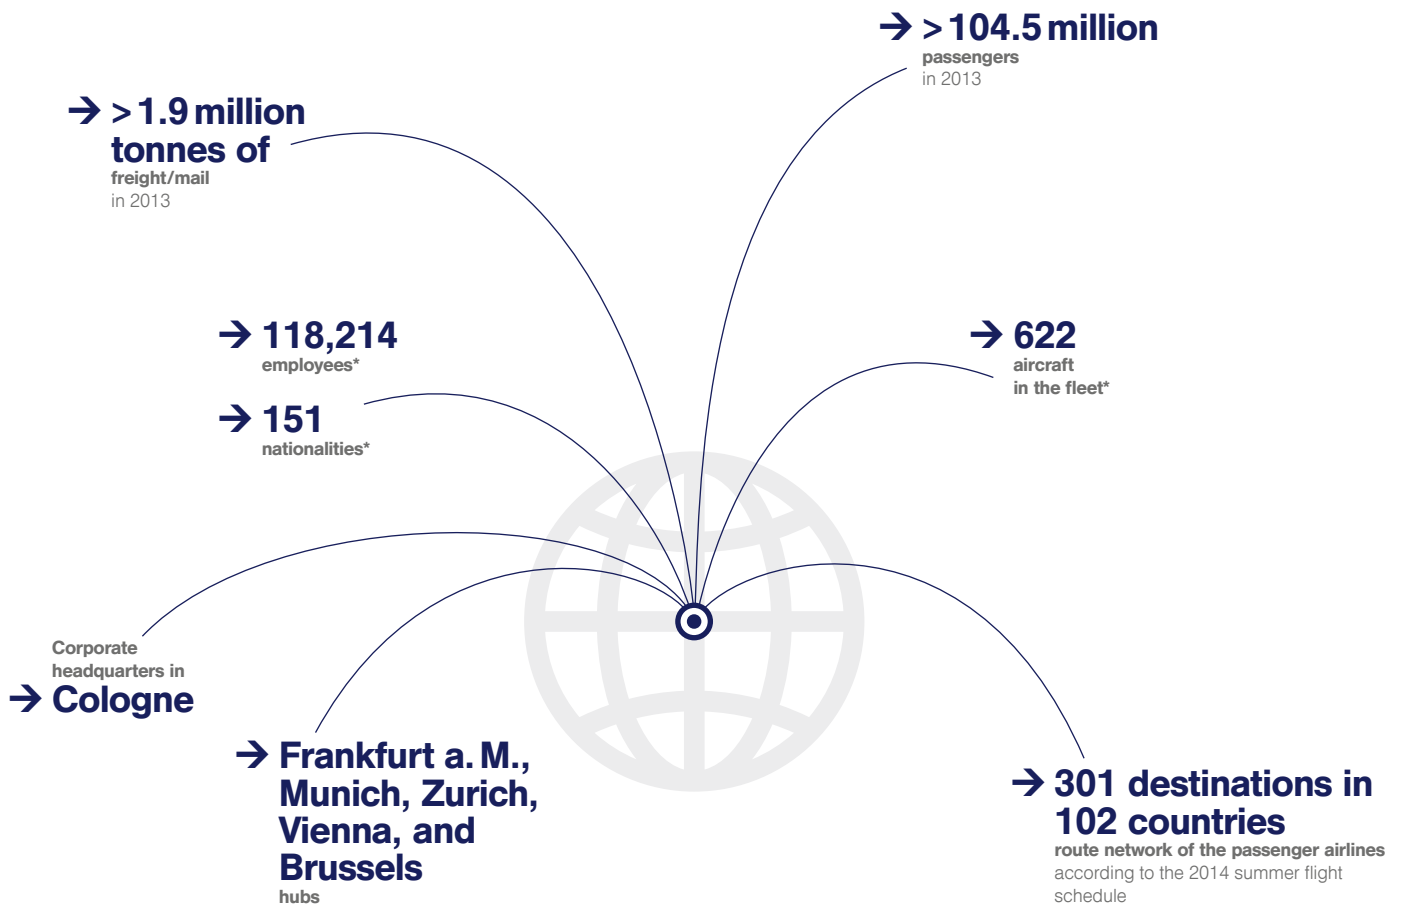 > 104.5 million
passengers
in 2013
> 1.9 million
tonnes of
freight/mail
in 2013
118,214
employees*
151
nationalities*
622
aircraft
in the fleet*
Corporate
headquarters in
Cologne
Frankfurt a. M.,
Munich, Zurich,
Vienna, and
Brussels
hubs
301 destinations in
102 countries
route network of the passenger airlines
according to the 2014 summer flight
schedule